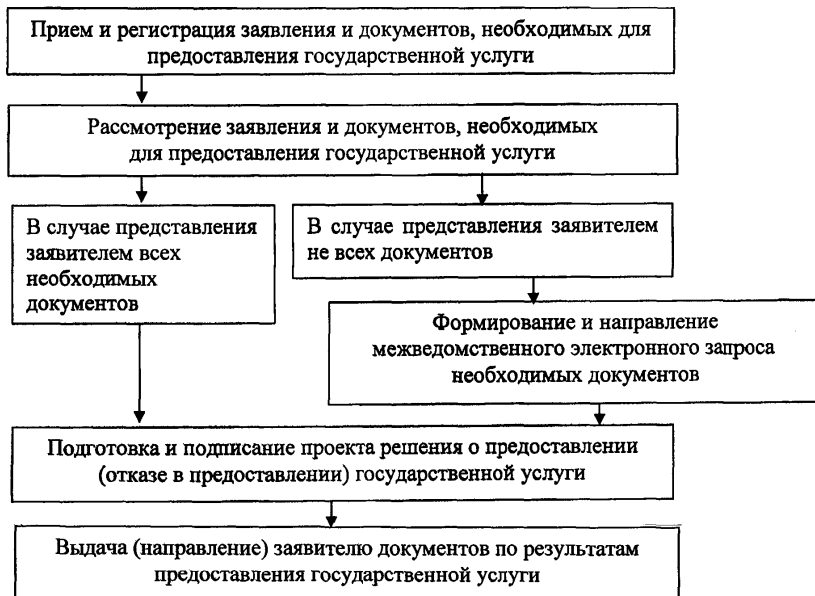 Прием и регистрация заявления и документов, необходимых для
предоставления государственной услуги
Рассмотрение заявления и документов, необходимых
для предоставления государственной услуги
В случае представления
заявителем всех
необходимых
документов
В случае представления заявителем
не всех документов
Формирование и направление
межведомственного электронного запроса
необходимых документов
Подготовка и подписание проекта решения о предоставлении
(отказе в предоставлении) государственной услуги
Выдача (направление) заявителю документов по результатам
предоставления государственной услуги